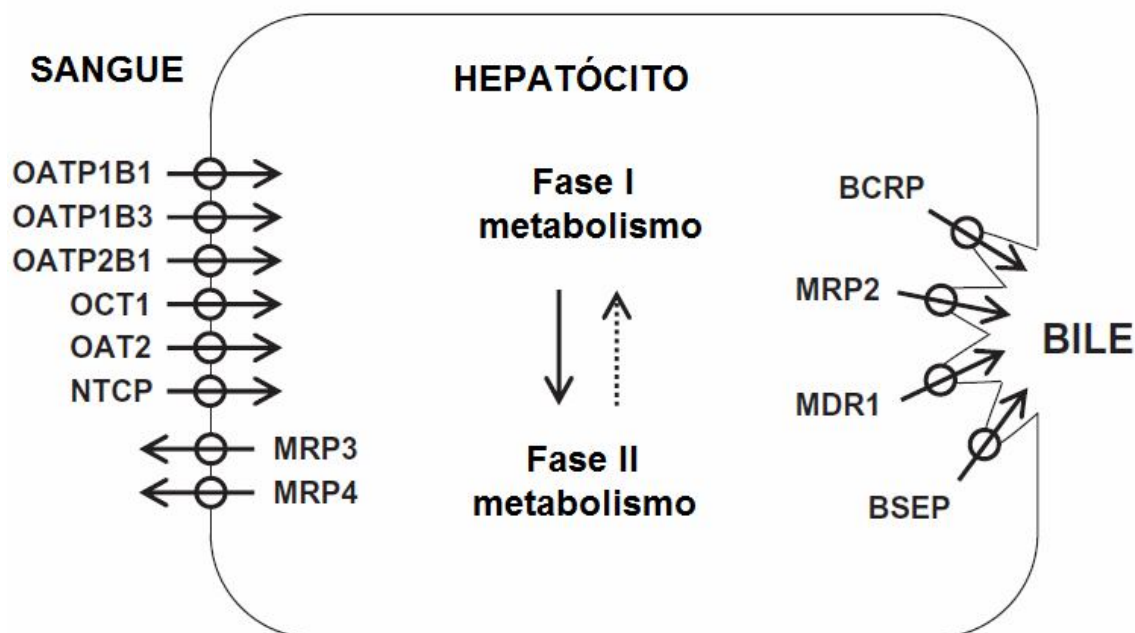 SANGUE
HEPATÓCITO
OATP1B1
OATP1B3
OATP2B1
OCT1
OAT2
NTCP
MRP3
MRP4
Fase I
metabolismo
Fase II
metabolismo
BCRP
MRP2
MDR1
BSEP
BILE